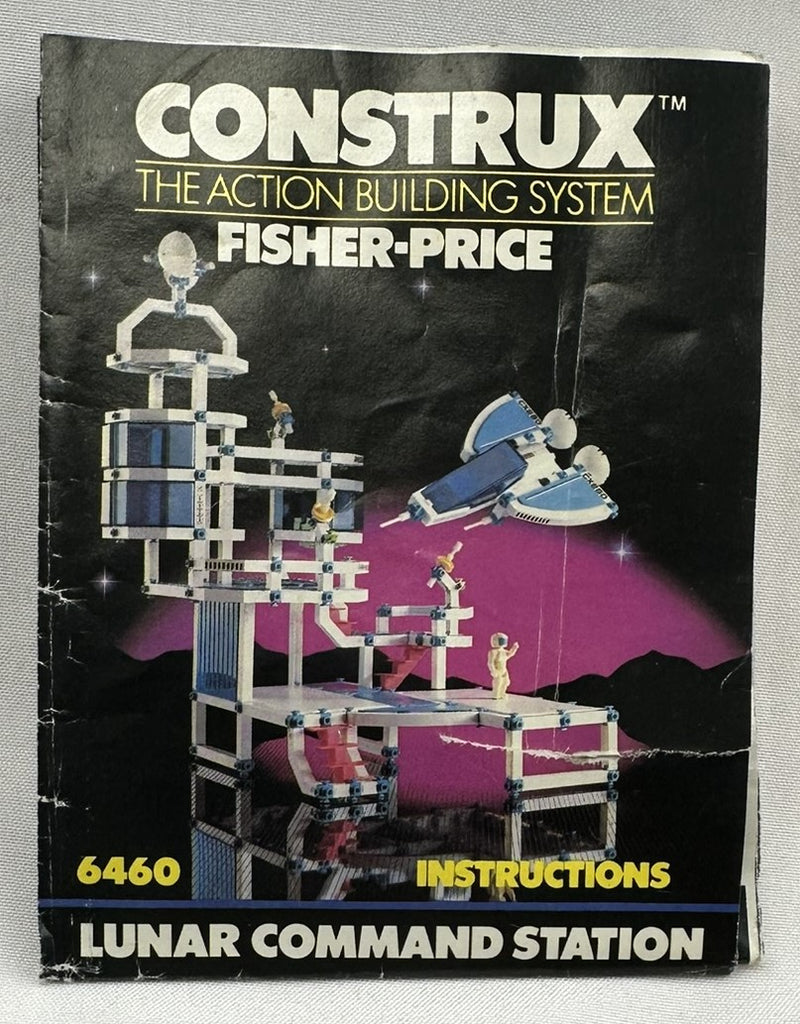 CONSTRUX™
THE ACTION BUILDING SYSTEM
FISHER-PRICE
6460
INSTRUCTIONS
LUNAR COMMAND STATION